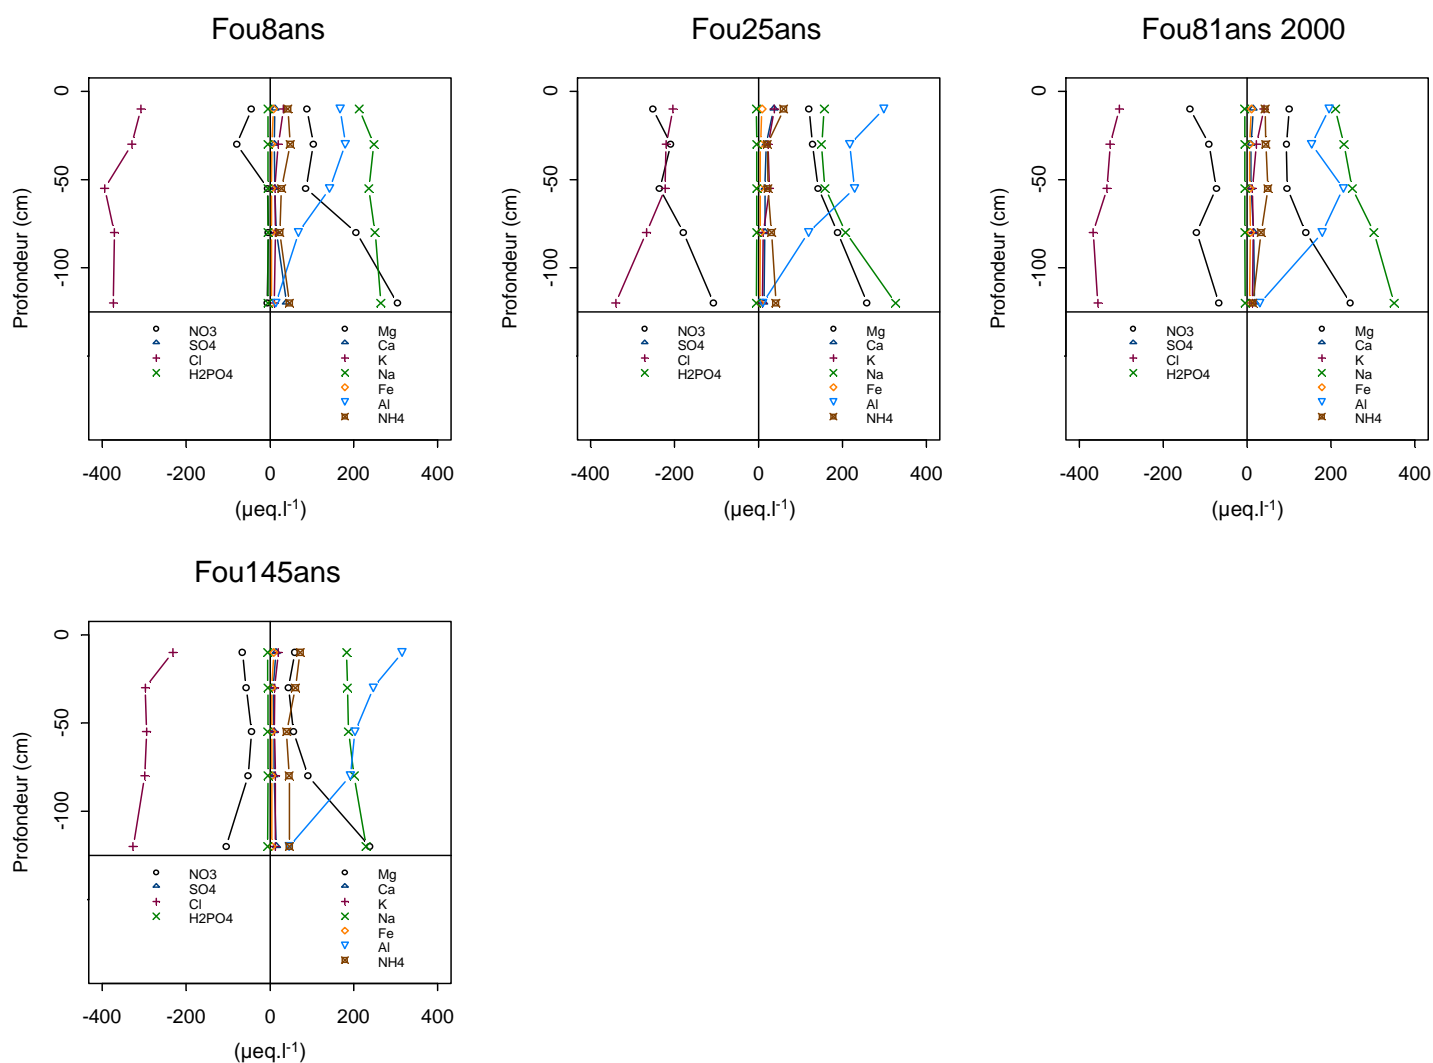 Fou8ans
Profondeur (cm)
0
-50
-100
NO3
SO4
Cl
H2PO4
Mg
Ca
K
Na
Fe
Al
NH4
-400 -200 0 200 400
(µeq.l-1)
Fou25ans
Profondeur (cm)
0
-50
-100
NO3
SO4
Cl
H2PO4
Mg
Ca
K
Na
Fe
Al
NH4
-400 -200 0 200 400
(µeq.l-1)
Fou81ans 2000
Profondeur (cm)
0
-50
-100
NO3
SO4
Cl
H2PO4
Mg
Ca
K
Na
Fe
Al
NH4
-400 -200 0 200 400
(µeq.l-1)
Fou145ans
Profondeur (cm)
0
-50
-100
NO3
SO4
Cl
H2PO4
Mg
Ca
K
Na
Fe
Al
NH4
-400 -200 0 200 400
(µeq.l-1)